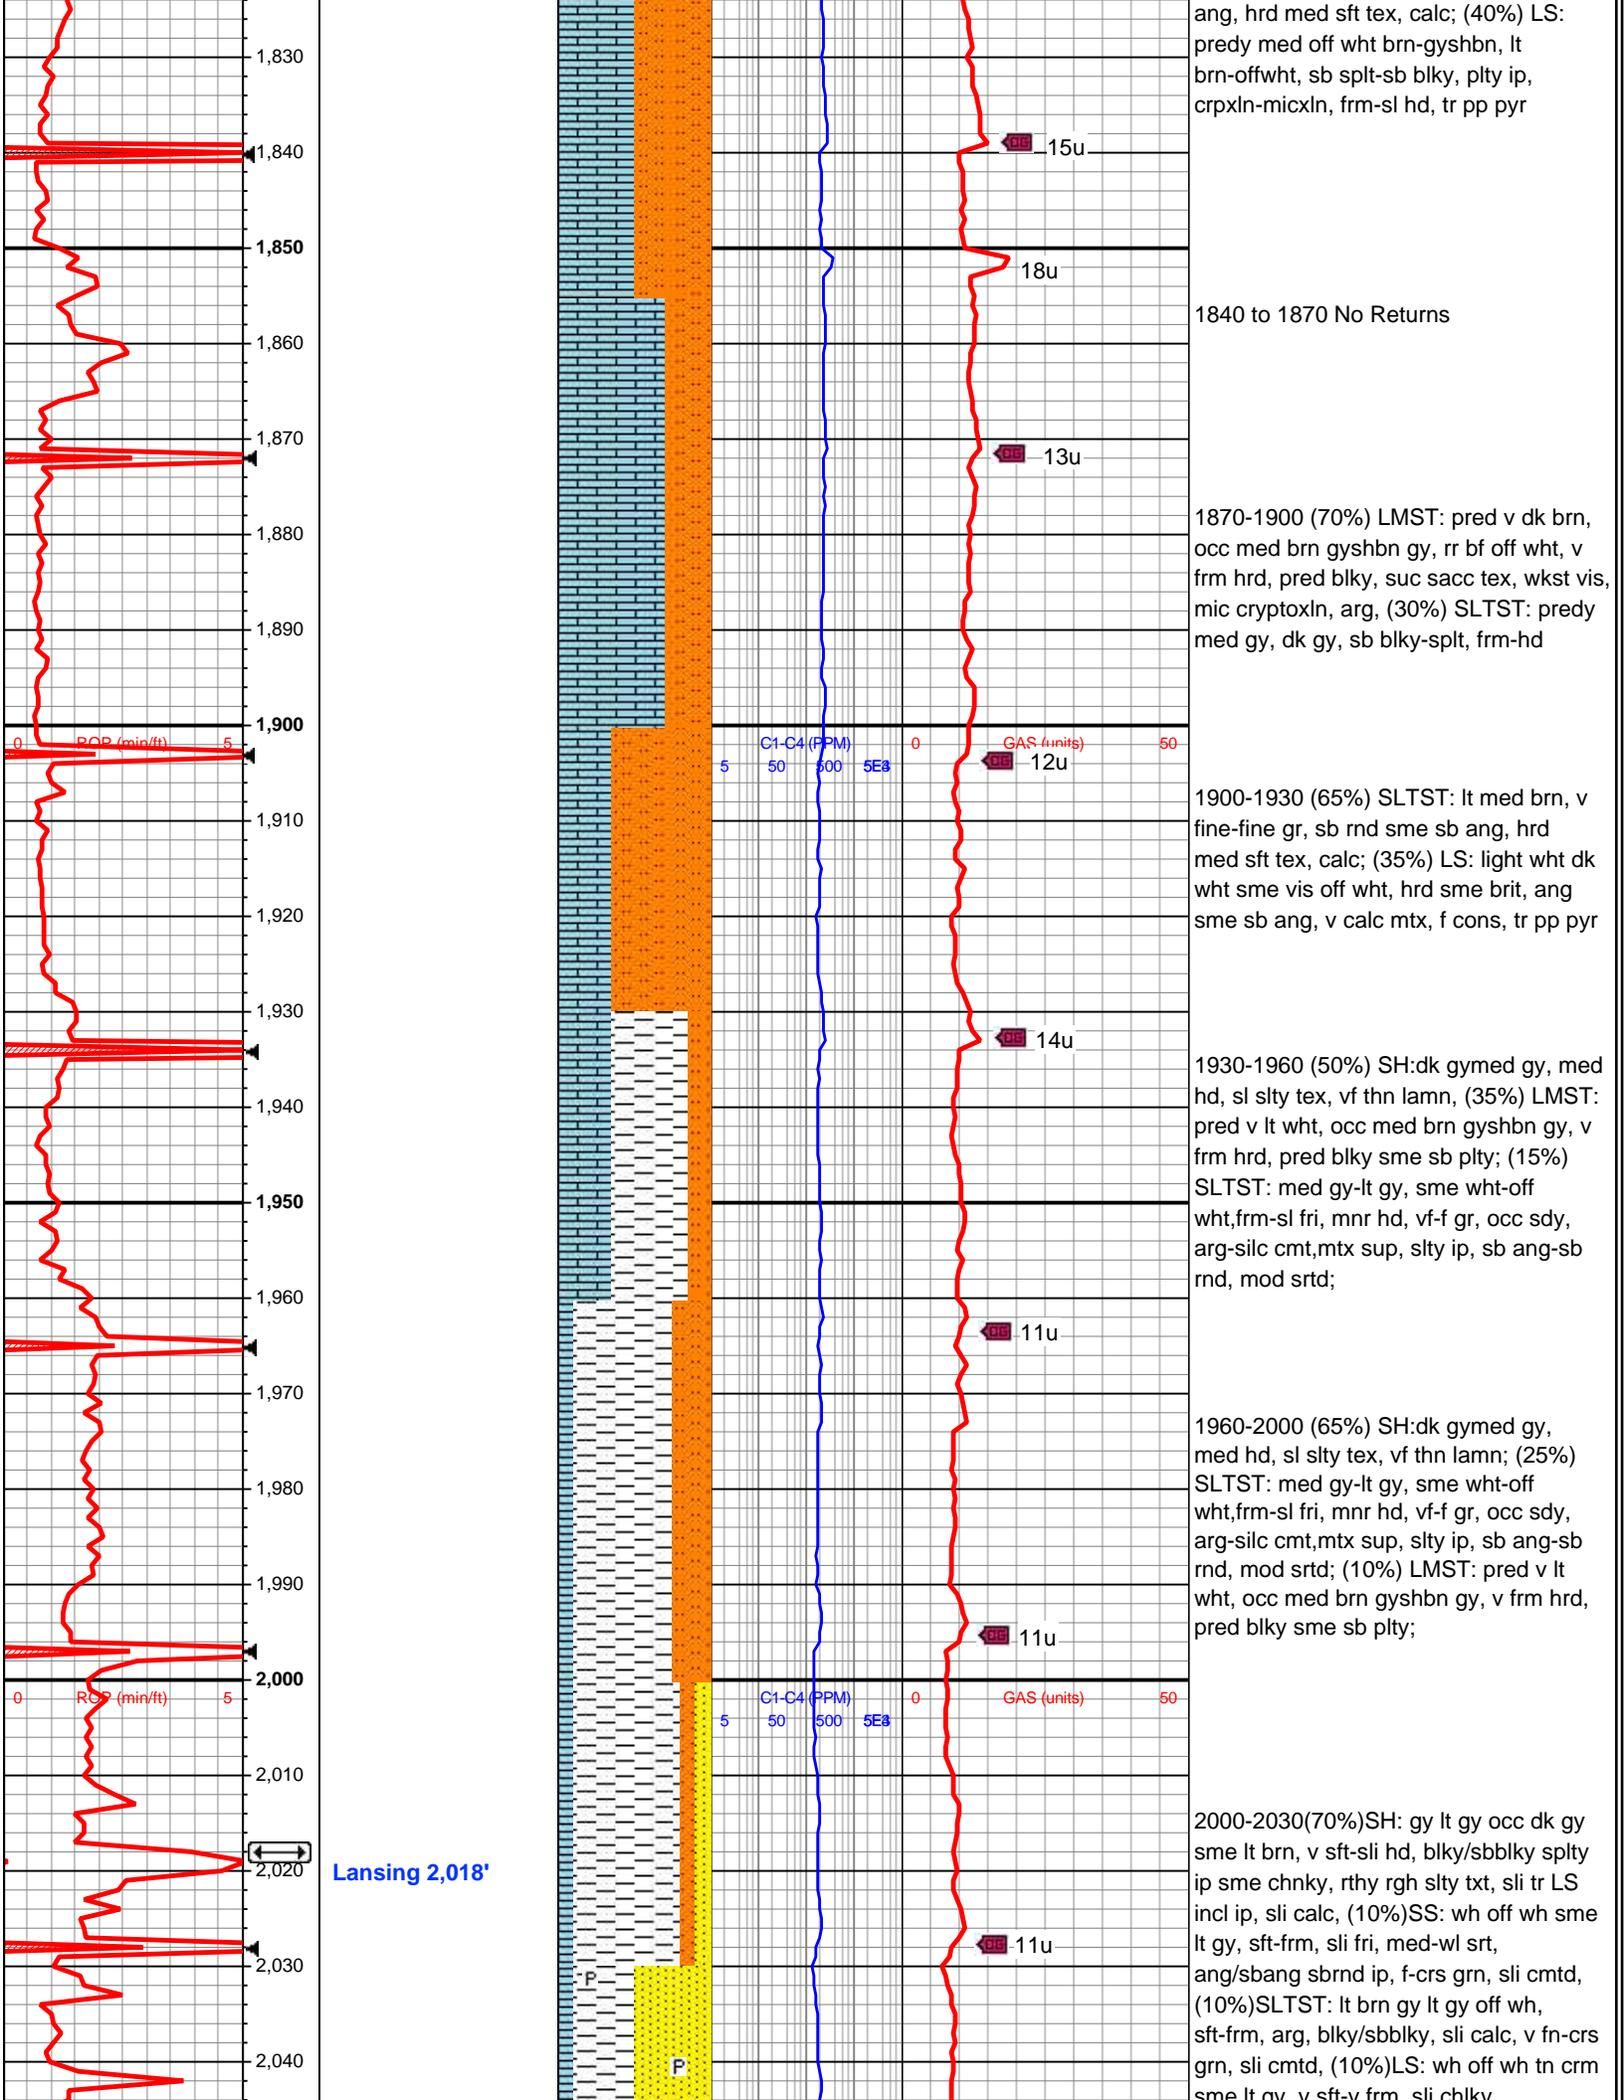 ang, hrd med sft tex, calc; (40%) LS:
predy med off wht brn-gyshbn, lt
brn-offwht, sb splt-sb blky, plty ip,
crpxln-micxln, frm-sl hd, tr pp pyr
1,830
1,840
CG 15u
1,850
18u
1840 to 1870 No Returns
1,860
1,870
CG 13u
1870-1900 (70%) LMST: pred v dk brn,
occ med brn gyshbn gy, rr bf off wht, v
frm hrd, pred blky, suc sacc tex, wkst vis,
mic cryptoxln, arg, (30%) SLTST: predy
med gy, dk gy, sb blky-splt, frm-hd
1,880
1,890
1,900
0 ROP (min/ft) 5
C1-C4 (PPM)
5 50 500 5E3 5E4
0 GAS (units) 50
CG 12u
1900-1930 (65%) SLTST: lt med brn, v
fine-fine gr, sb rnd sme sb ang, hrd
med sft tex, calc; (35%) LS: light wht dk
wht sme vis off wht, hrd sme brit, ang
sme sb ang, v calc mtx, f cons, tr pp pyr
1,910
1,920
1,930
CG 14u
1930-1960 (50%) SH:dk gymed gy, med
hd, sl slty tex, vf thn lamn, (35%) LMST:
pred v lt wht, occ med brn gyshbn gy, v
frm hrd, pred blky sme sb plty; (15%)
SLTST: med gy-lt gy, sme wht-off
wht,frm-sl fri, mnr hd, vf-f gr, occ sdy,
arg-silc cmt,mtx sup, slty ip, sb ang-sb
rnd, mod srtd;
1,940
1,950
1,960
CG 11u
1,970
1960-2000 (65%) SH:dk gymed gy,
med hd, sl slty tex, vf thn lamn; (25%)
SLTST: med gy-lt gy, sme wht-off
wht,frm-sl fri, mnr hd, vf-f gr, occ sdy,
arg-silc cmt,mtx sup, slty ip, sb ang-sb
rnd, mod srtd; (10%) LMST: pred v lt
wht, occ med brn gyshbn gy, v frm hrd,
pred blky sme sb plty;
1,980
1,990
CG 11u
2,000
0 ROP (min/ft) 5
C1-C4 (PPM)
5 50 500 5E3 5E4
0 GAS (units) 50
2,010
2,020
Lansing 2,018'
2000-2030(70%)SH: gy lt gy occ dk gy
sme lt brn, v sft-sli hd, blky/sbblky splty
ip sme chnky, rthy rgh slty txt, sli tr LS
incl ip, sli calc, (10%)SS: wh off wh sme
lt gy, sft-frm, sli fri, med-wl srt,
ang/sbang sbrnd ip, f-crs grn, sli cmtd,
(10%)SLTST: lt brn gy lt gy off wh,
sft-frm, arg, blky/sbblky, sli calc, v fn-crs
grn, sli cmtd, (10%)LS: wh off wh tn crm
sme lt gy, v sft-v frm, sli chlky
CG 11u
2,030
P
2,040
P